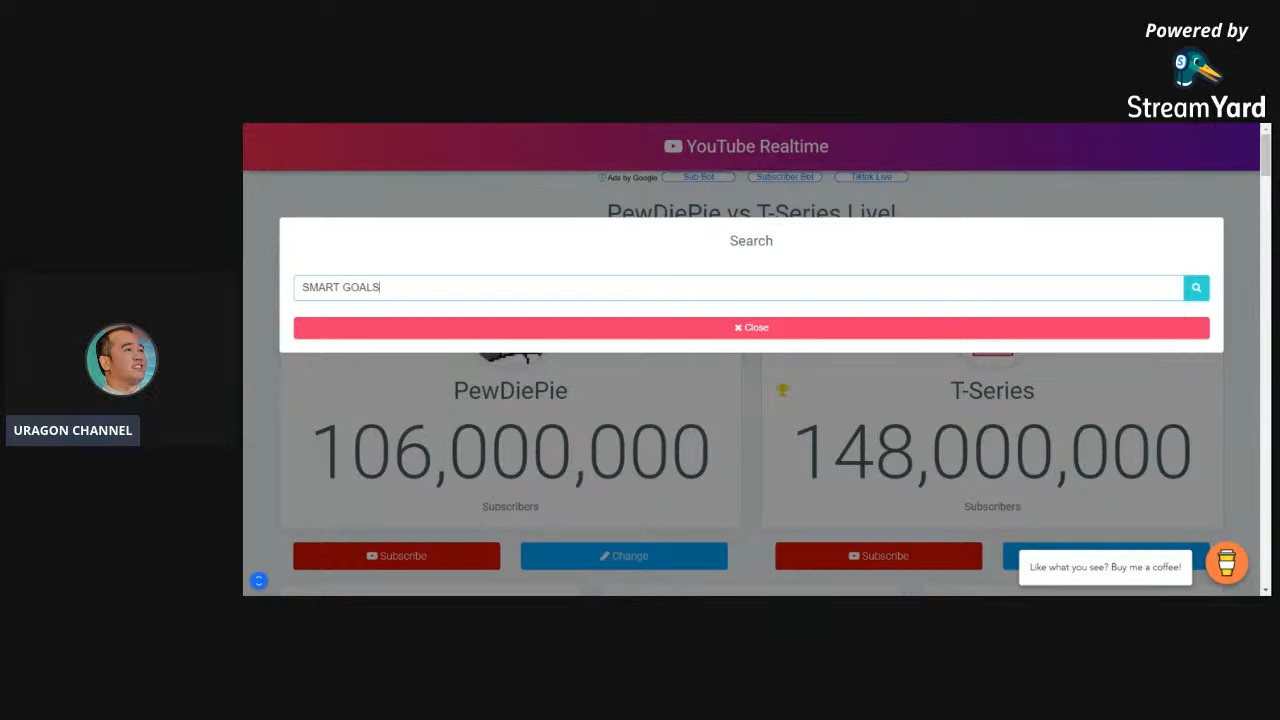 Powered by
StreamYard
YouTube Realtime
Ads by Google
Sub Bot
Subscriber Bot
Tiktok Live
PewDiePie vs T-Series Live!
Search
SMART GOALS
Close
PewDiePie
T-Series
106,000,000
148,000,000
Subscribers
Subscribers
URAGON CHANNEL
Subscribe
Change
Subscribe
Like what you see? Buy me a coffee!